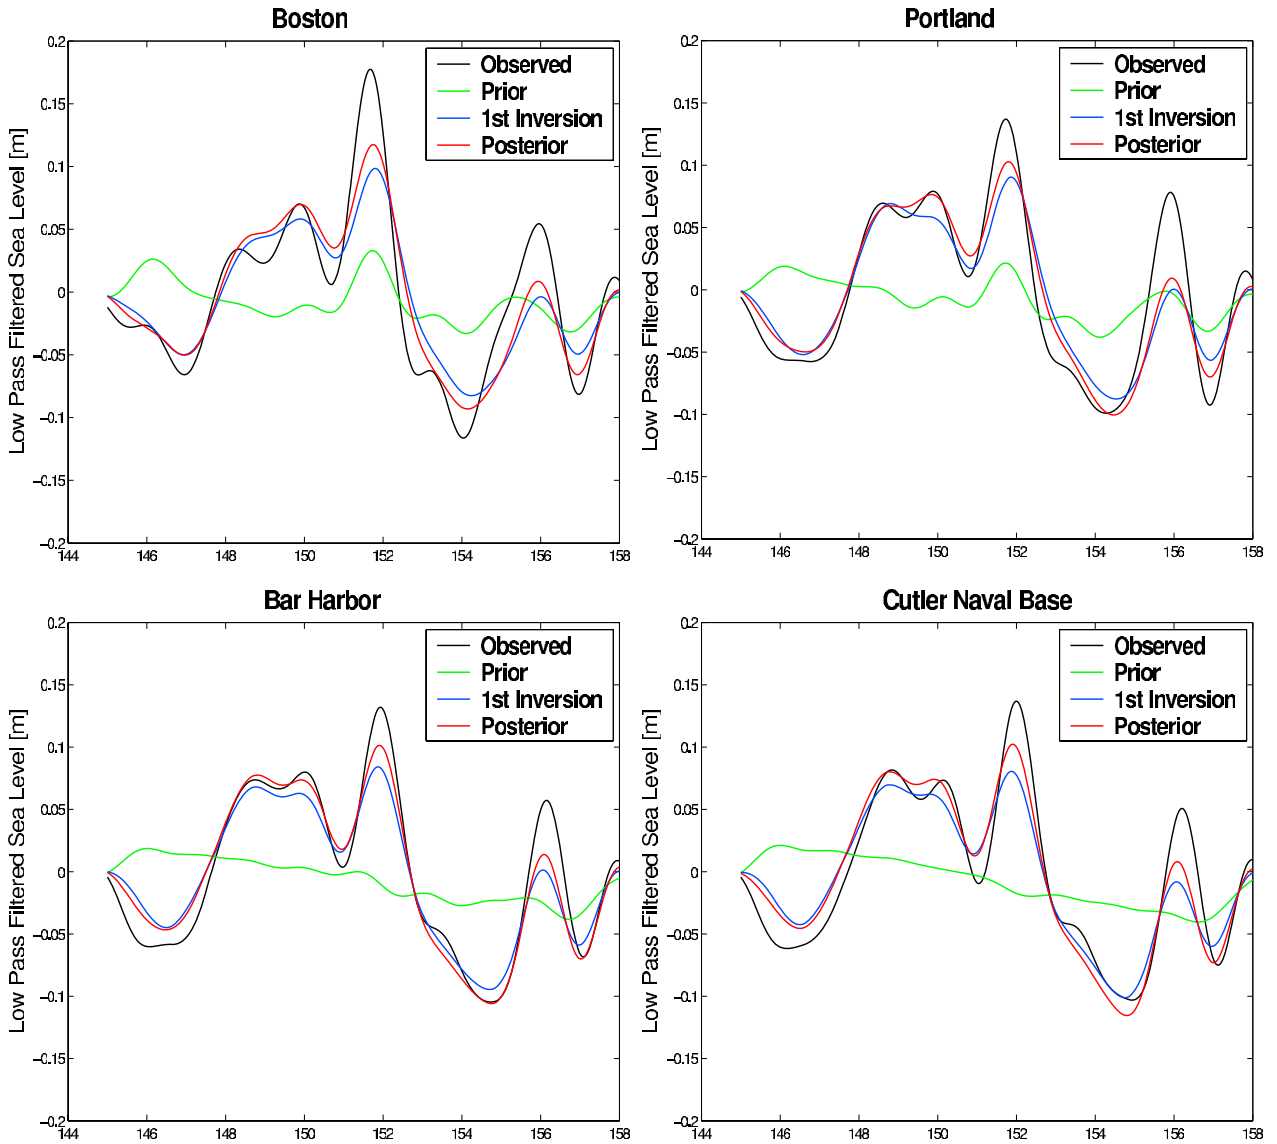 Boston
Low Pass Filtered Sea Level [m]
0.2
0.15
0.1
0.05
0
−0.05
−0.1
−0.15
−0.2
144 146 148 150 152 154 156 158
Observed
Prior
1st Inversion
Posterior
Portland
Low Pass Filtered Sea Level [m]
0.2
0.15
0.1
0.05
0
−0.05
−0.1
−0.15
−0.2
144 146 148 150 152 154 156 158
Observed
Prior
1st Inversion
Posterior
Bar Harbor
Low Pass Filtered Sea Level [m]
0.2
0.15
0.1
0.05
0
−0.05
−0.1
−0.15
−0.2
144 146 148 150 152 154 156 158
Observed
Prior
1st Inversion
Posterior
Cutler Naval Base
Low Pass Filtered Sea Level [m]
0.2
0.15
0.1
0.05
0
−0.05
−0.1
−0.15
−0.2
144 146 148 150 152 154 156 158
Observed
Prior
1st Inversion
Posterior